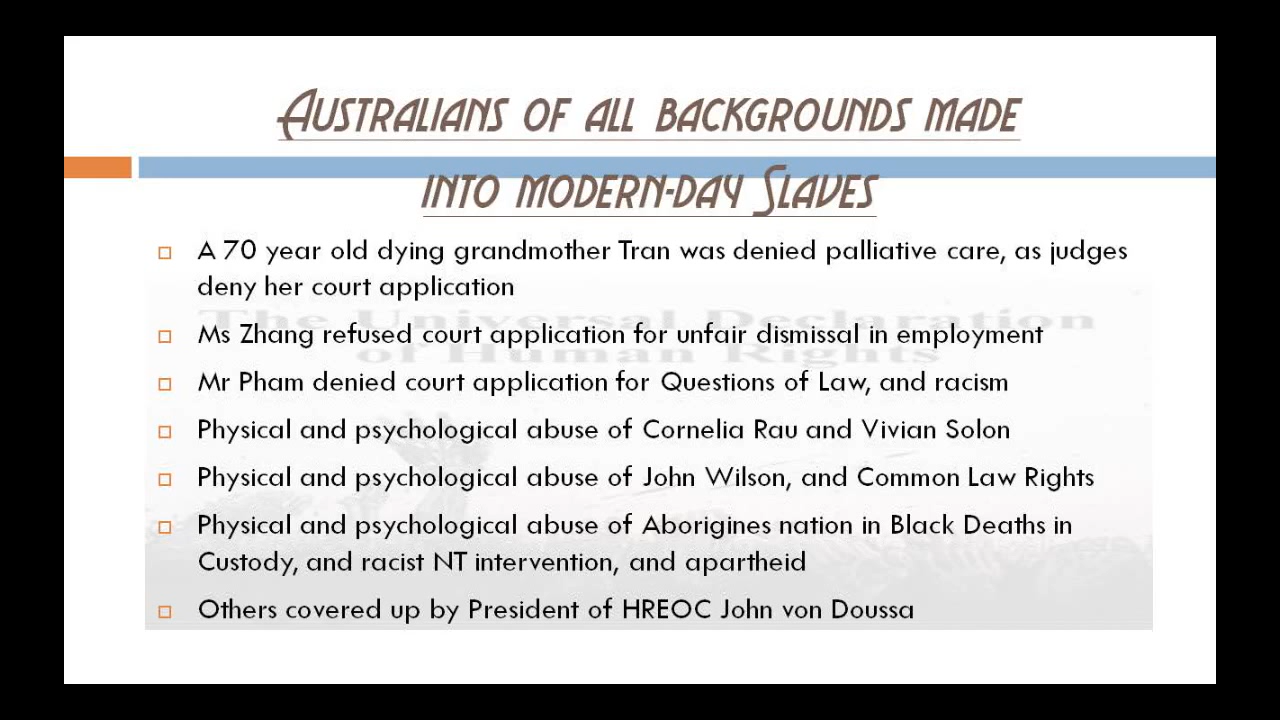 Australians of all backgrounds made
into modern-day Slaves
A 70 year old dying grandmother Tran was denied palliative care, as judges
deny her court application
The Universal Declaration
of Human Rights
Ms Zhang refused court application for unfair dismissal in employment
Mr Pham denied court application for Questions of Law, and racism
Physical and psychological abuse of Cornelia Rau and Vivian Solon
Physical and psychological abuse of John Wilson, and Common Law Rights
Physical and psychological abuse of Aborigines nation in Black Deaths in
Custody, and racist NT intervention, and apartheid
Others covered up by President of HREOC John von Doussa